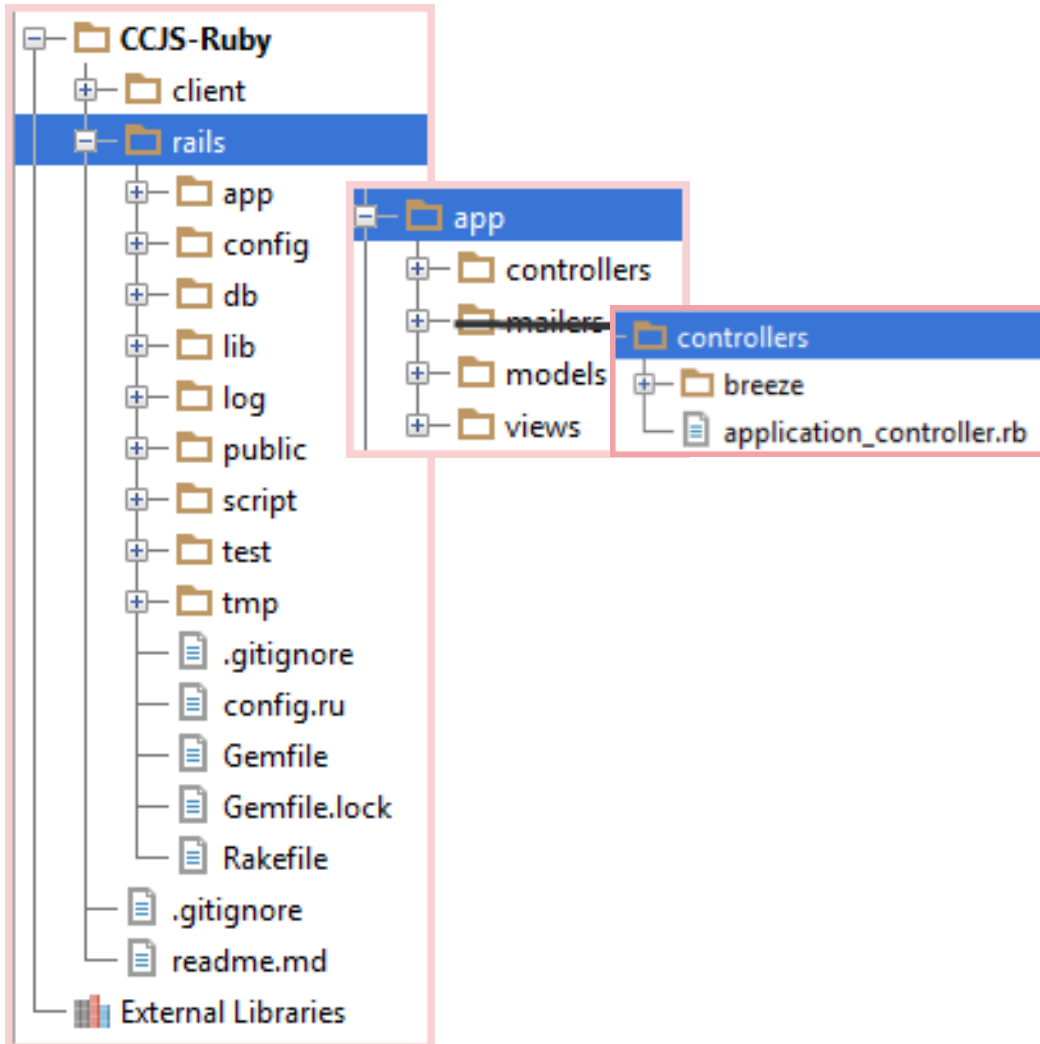 CCJS-Ruby
client
rails
app
config
db
lib
log
public
script
test
tmp
.gitignore
config.ru
Gemfile
Gemfile.lock
Rakefile
.gitignore
readme.md
External Libraries
app
controllers
mailers
models
views
controllers
breeze
application_controller.rb